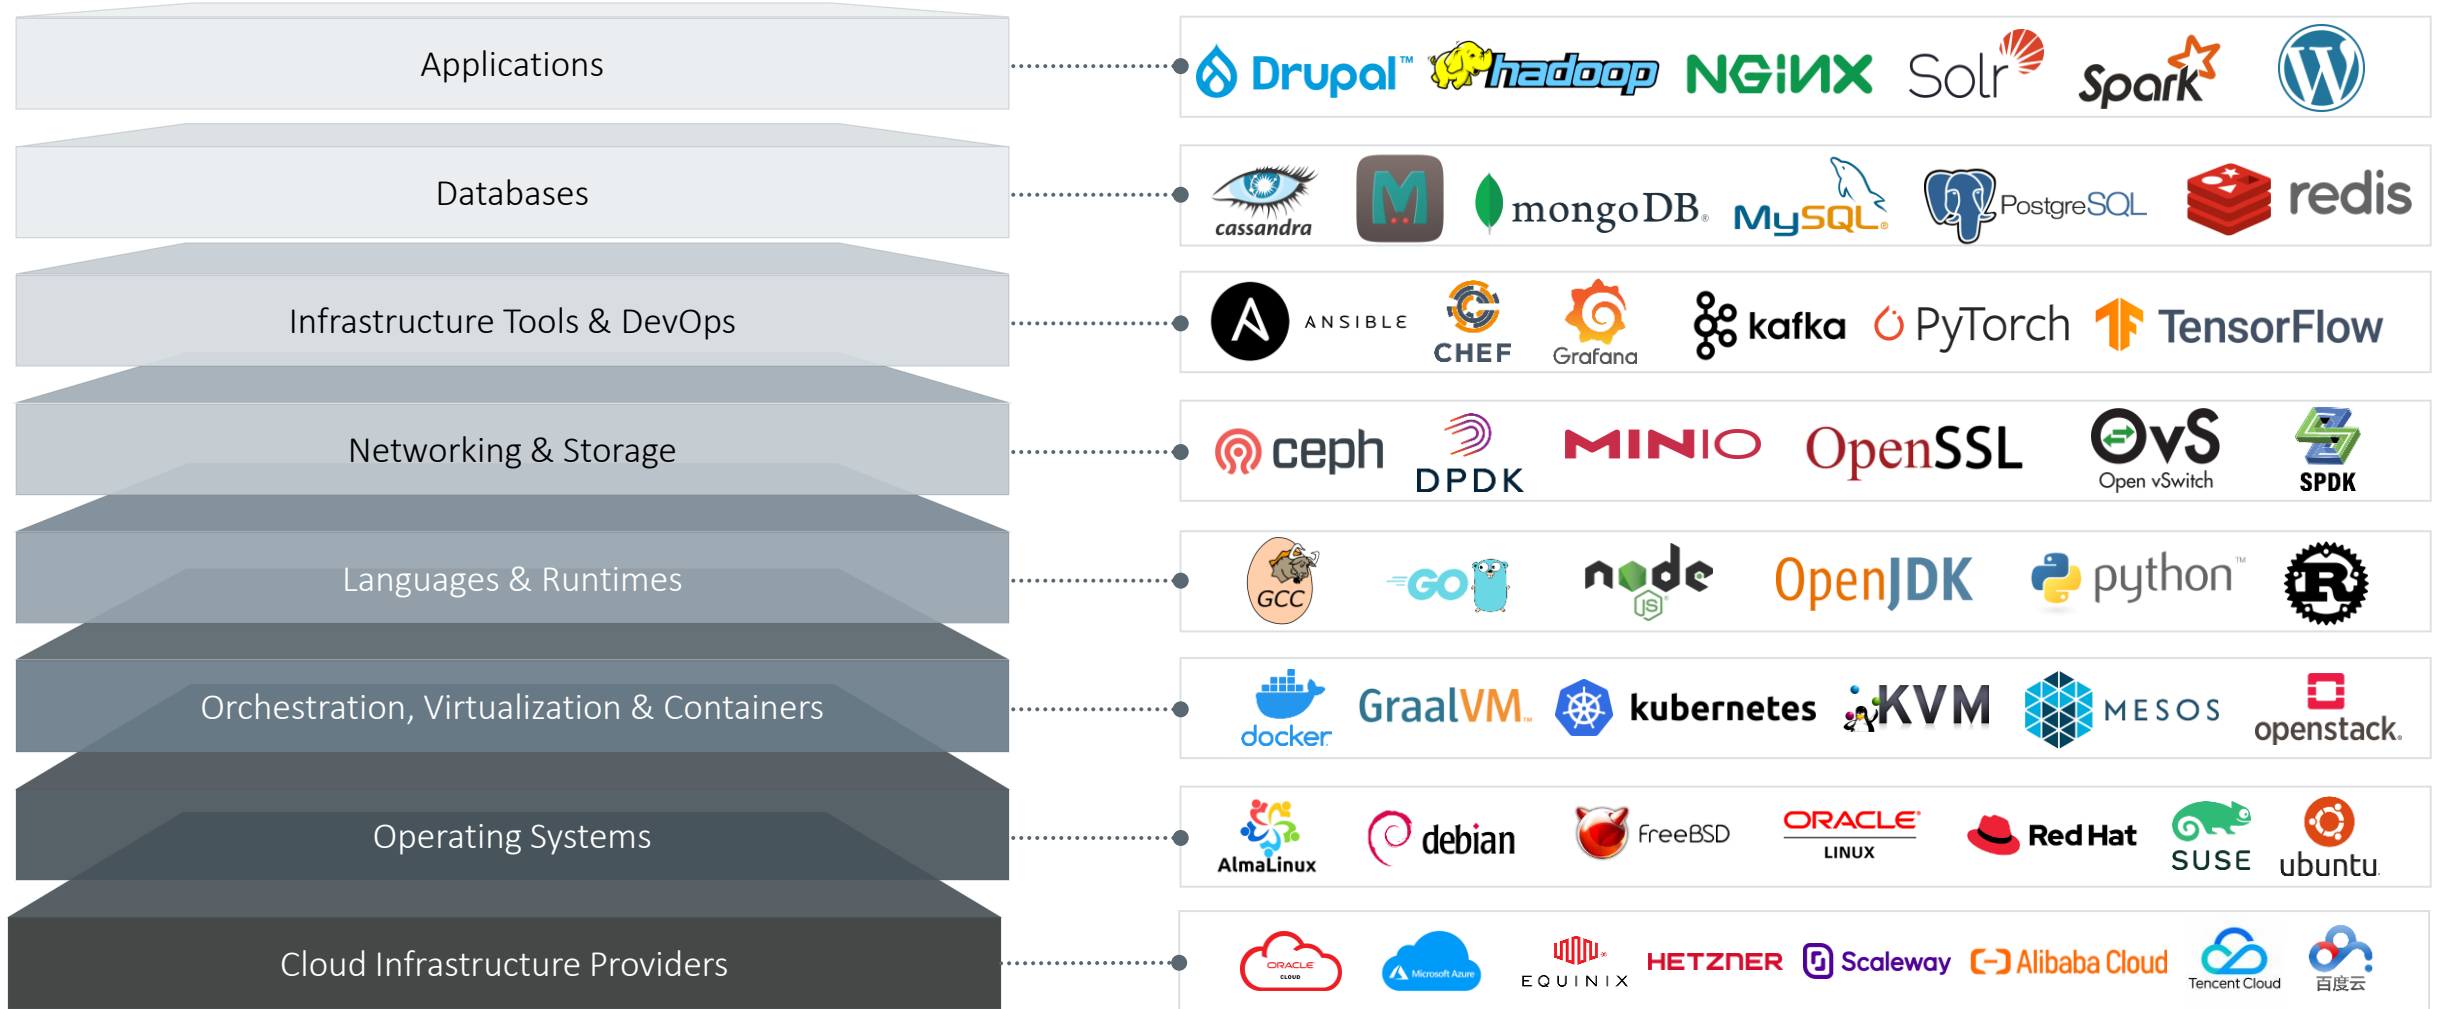 Applications
Drupal™ hadoop NGINX Solr Spark W
Databases
cassandra M mongoDB® MySQL® PostgreSQL redis
Infrastructure Tools & DevOps
A ANSIBLE CHEF Grafana kafka PyTorch TF TensorFlow
Networking & Storage
ceph DPDK MINIO OpenSSL OvS Open vSwitch SPDK
Languages & Runtimes
GCC GO node JS® OpenJDK python™ R
Orchestration, Virtualization & Containers
docker GraalVM™ kubernetes KVM MESOS openstack®
Operating Systems
AlmaLinux debian FreeBSD ORACLE® LINUX Red Hat SUSE ubuntu
Cloud Infrastructure Providers
ORACLE CLOUD Microsoft Azure EQUINIX HETZNER Scaleway Alibaba Cloud Tencent Cloud 百度云